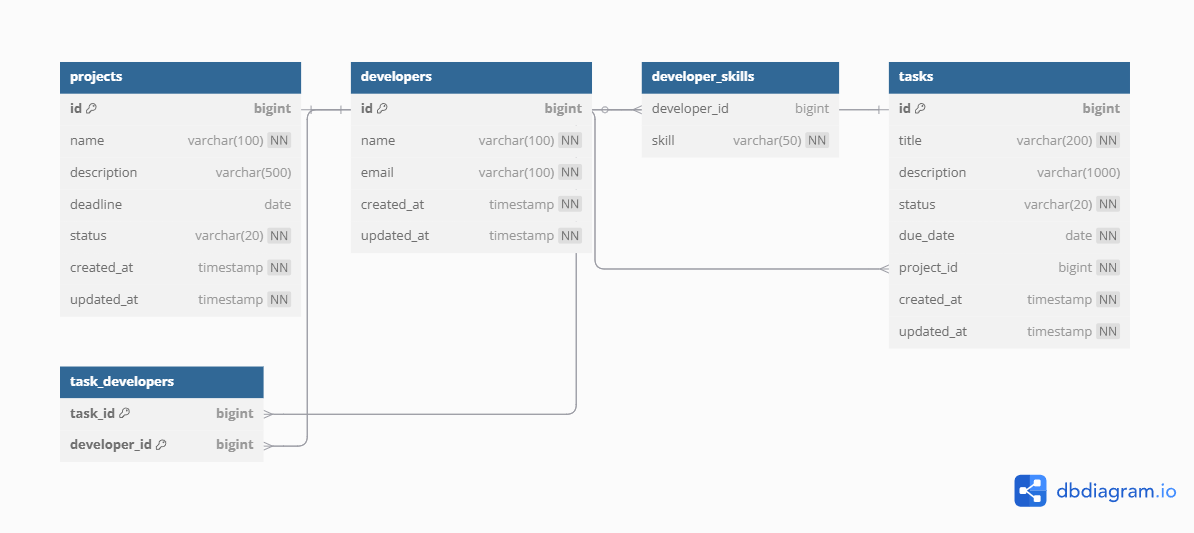 projects
id bigint
name varchar(100) NN
description varchar(500)
deadline date
status varchar(20) NN
created_at timestamp NN
updated_at timestamp NN
developers
id bigint
name varchar(100) NN
email varchar(100) NN
created_at timestamp NN
updated_at timestamp NN
developer_skills
developer_id bigint
skill varchar(50) NN
tasks
id bigint
title varchar(200) NN
description varchar(1000)
status varchar(20) NN
due_date date NN
project_id bigint NN
created_at timestamp NN
updated_at timestamp NN
task_developers
task_id bigint
developer_id bigint
dbdiagram.io